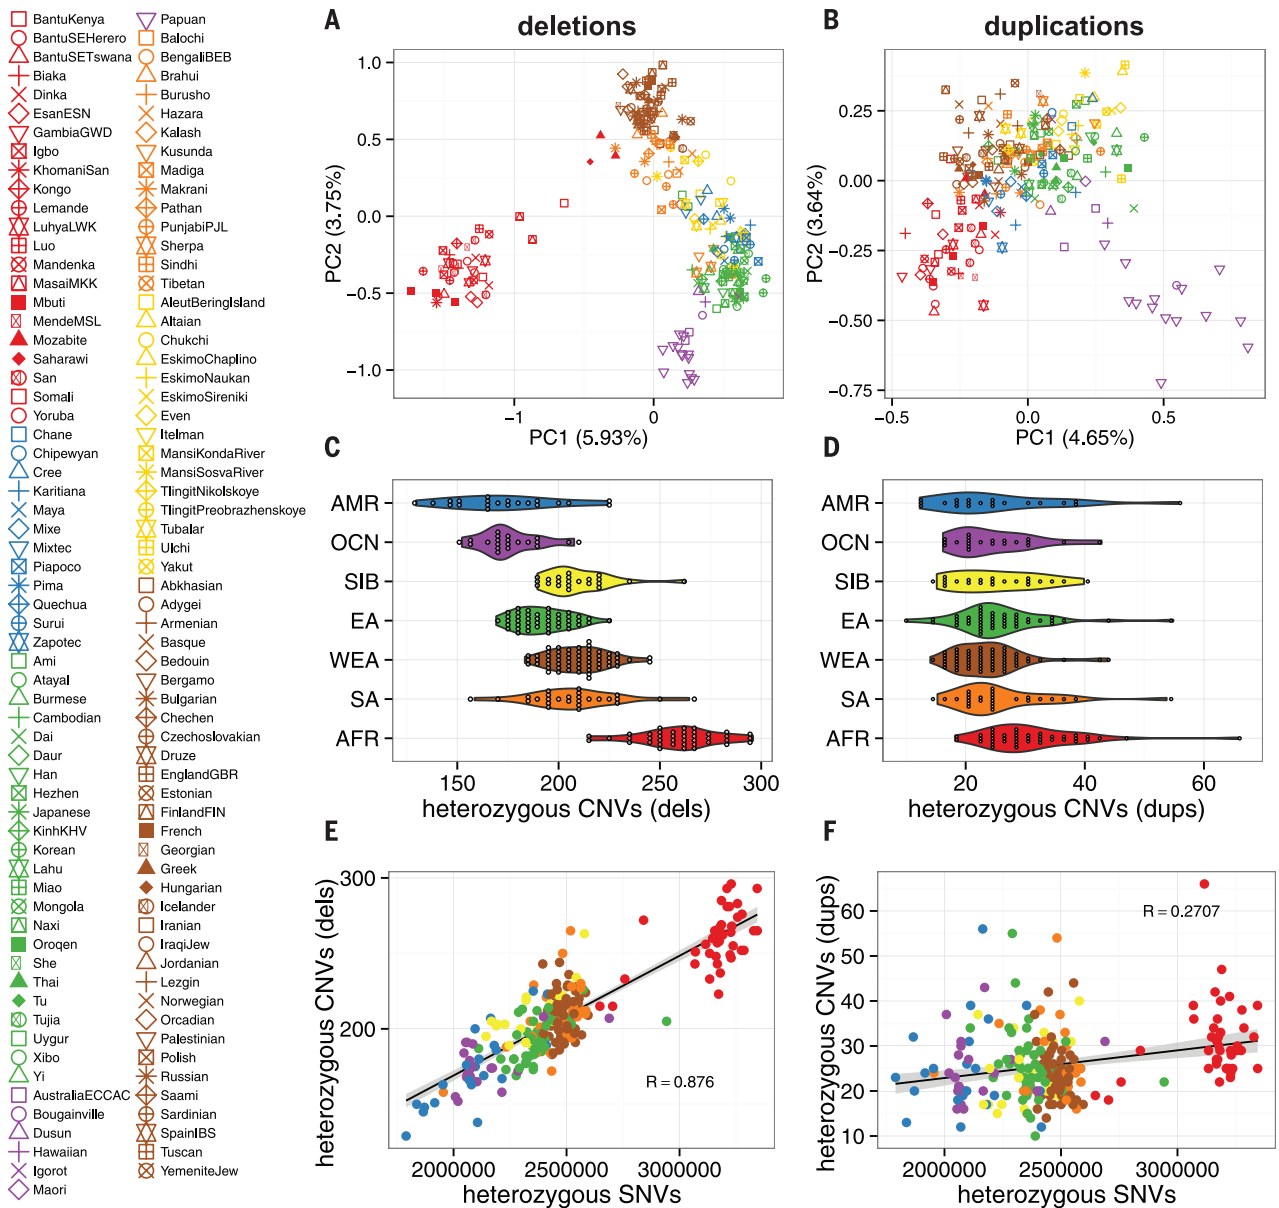 BantuKenya
BantuSEHerero
BantuSETswana
Biaka
Dinka
EsanESN
GambiaGWD
Igbo
KhomaniSan
Kongo
Lemande
LuhyaLWK
Luo
Mandenka
MasaiMKK
Mbuti
MendeMSL
Mozabite
Saharawi
San
Somali
Yoruba
Chane
Chipewyan
Cree
Karitiana
Maya
Mixe
Mixtec
Piapoco
Pima
Quechua
Surui
Zapotec
Ami
Atayal
Burmese
Cambodian
Dai
Daur
Han
Hezhen
Japanese
KinhKHV
Korean
Lahu
Miao
Mongola
Naxi
Oroqen
She
Thai
Tu
Tujia
Uygur
Xibo
Yi
AustraliaECCAC
Bougainville
Dusun
Hawaiian
Igorot
Maori
Papuan
Balochi
BengaliBEB
Brahui
Burusho
Hazara
Kalash
Kusunda
Madiga
Makrani
Pathan
PunjabiPJL
Sherpa
Sindhi
Tibetan
AleutBeringIsland
Altaian
Chukchi
EskimoChaplino
EskimoNaukan
EskimoSireniki
Even
Itelman
MansiKondaRiver
MansiSosvaRiver
TlingitNikolskoye
TlingitPreobrazhenskoye
Tubalar
Ulchi
Yakut
Abkhasian
Adygei
Armenian
Basque
Bedouin
Bergamo
Bulgarian
Chechen
Czechoslovakian
Druze
EnglandGBR
Estonian
FinlandFIN
French
Georgian
Greek
Hungarian
Icelander
Iranian
IraqiJew
Jordanian
Lezgin
Norwegian
Orcadian
Palestinian
Polish
Russian
Saami
Sardinian
SpainIBS
Tuscan
YemeniteJew
A
deletions
PC2 (3.75%)
1.0
0.5
0.0
−0.5
−1.0
−1
0
PC1 (5.93%)
B
duplications
PC2 (3.64%)
0.25
0.00
−0.25
−0.50
−0.75
−0.5
0.0
0.5
PC1 (4.65%)
C
AMR
OCN
SIB
EA
WEA
SA
AFR
150
200
250
300
heterozygous CNVs (dels)
D
AMR
OCN
SIB
EA
WEA
SA
AFR
20
40
60
heterozygous CNVs (dups)
E
heterozygous CNVs (dels)
300
200
R = 0.876
2000000
2500000
3000000
heterozygous SNVs
F
heterozygous CNVs (dups)
60
50
40
30
20
10
R = 0.2707
2000000
2500000
3000000
heterozygous SNVs